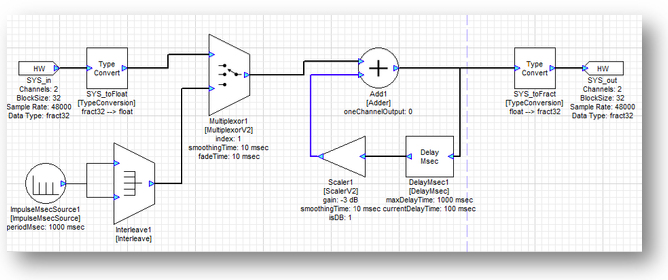 HW
SYS_in
Channels: 2
BlockSize: 32
Sample Rate: 48000
Data Type: fract32
Type
Convert
SYS_toFloat
[TypeConversion]
fract32 --> float
Multiplexor1
[MultiplexorV2]
index: 1
smoothingTime: 10 msec
fadeTime: 10 msec
Add1
[Adder]
oneChannelOutput: 0
Type
Convert
SYS_toFract
[TypeConversion]
float --> fract32
HW
SYS_out
Channels: 2
BlockSize: 32
Sample Rate: 48000
Data Type: fract32
ImpulseMsecSource1
[ImpulseMsecSource]
periodMsec: 1000 msec
Interleave1
[Interleave]
Scaler1
[ScalerV2]
gain: -3 dB
smoothingTime: 10 msec
isDB: 1
Delay
Msec
DelayMsec1
[DelayMsec]
maxDelayTime: 1000 msec
currentDelayTime: 100 msec